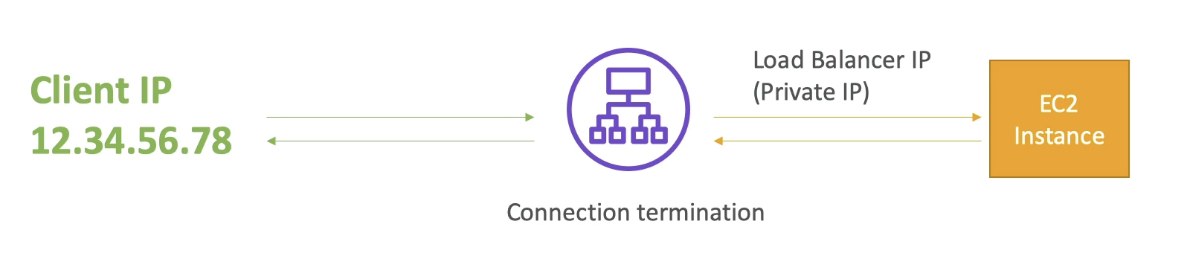 Client IP
12.34.56.78
Load Balancer IP
(Private IP)
EC2
Instance
Connection termination